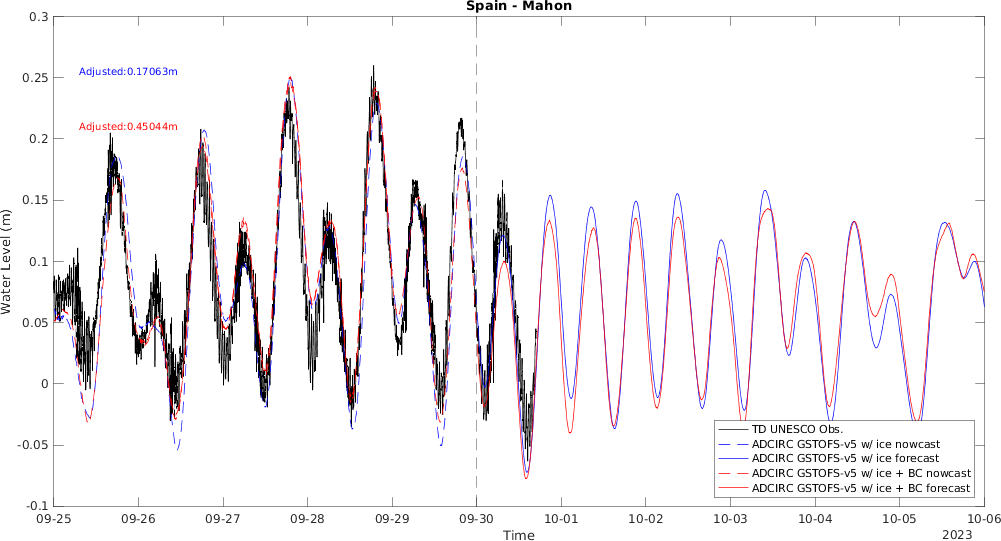 Spain - Mahon
0.3
0.25
0.2
0.15
0.1
0.05
0
-0.05
-0.1
Water Level (m)
Adjusted:0.17063m
Adjusted:0.45044m
TD UNESCO Obs.
ADCIRC GSTOFS-v5 w/ ice nowcast
ADCIRC GSTOFS-v5 w/ ice forecast
ADCIRC GSTOFS-v5 w/ ice + BC nowcast
ADCIRC GSTOFS-v5 w/ ice + BC forecast
09-25 09-26 09-27 09-28 09-29 09-30 10-01 10-02 10-03 10-04 10-05 10-06
Time
2023